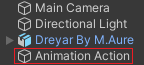 Main Camera
Directional Light
Dreyar By M.Aure
Animation Action